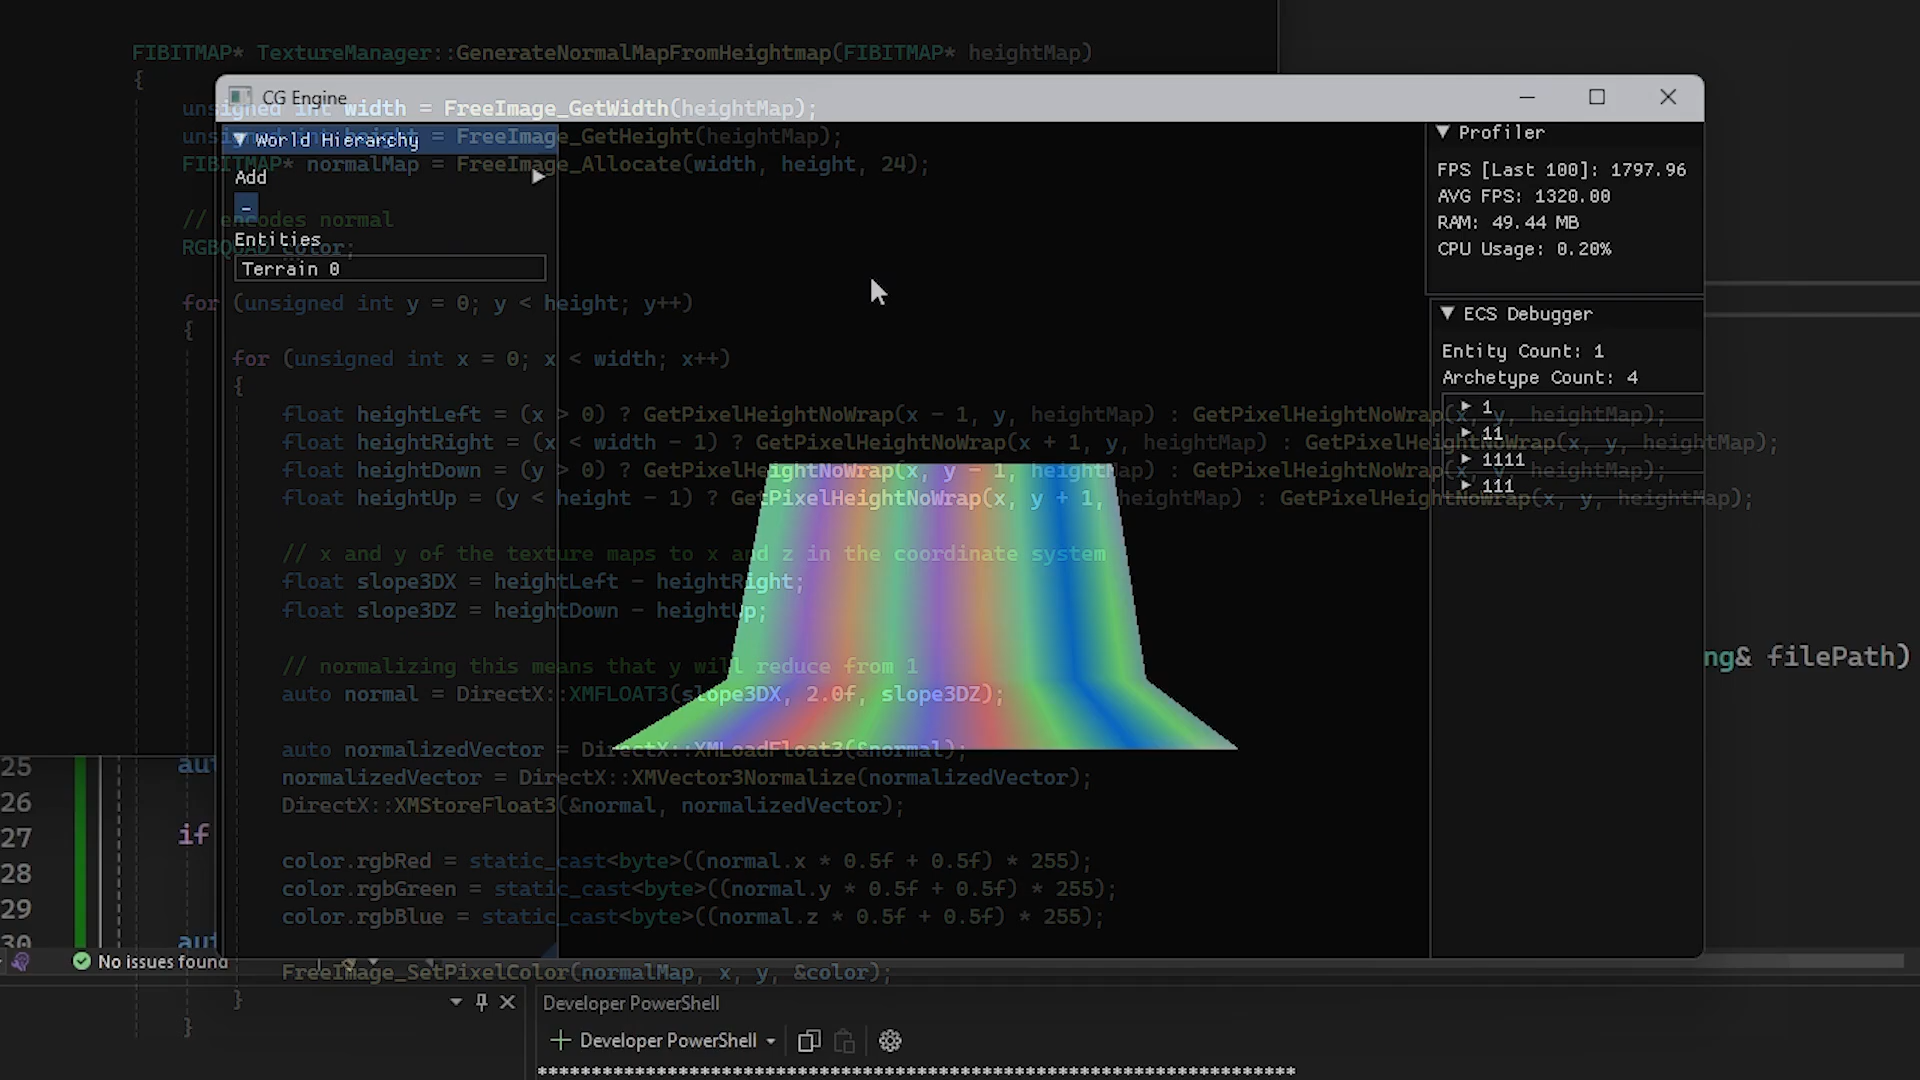 FIBITMAP* TextureManager::GenerateNormalMapFromHeightmap(FIBITMAP* heightMap)
{
CG Engine
unsigned int width = FreeImage_GetWidth(heightMap);
unsigned int height = FreeImage_GetHeight(heightMap);
FIBITMAP* normalMap = FreeImage_Allocate(width, height, 24);
// encodes normal
RGBQUAD color;
for (unsigned int y = 0; y < height; y++)
{
for (unsigned int x = 0; x < width; x++)
{
float heightLeft = (x > 0) ? GetPixelHeightNoWrap(x - 1, y, heightMap) : GetPixelHeightNoWrap(x, y, heightMap);
float heightRight = (x < width - 1) ? GetPixelHeightNoWrap(x + 1, y, heightMap) : GetPixelHeightNoWrap(x, y, heightMap);
float heightDown = (y > 0) ? GetPixelHeightNoWrap(x, y - 1, heightMap) : GetPixelHeightNoWrap(x, y, heightMap);
float heightUp = (y < height - 1) ? GetPixelHeightNoWrap(x, y + 1, heightMap) : GetPixelHeightNoWrap(x, y, heightMap);
// x and y of the texture maps to x and z in the coordinate system
float slope3DX = heightLeft - heightRight;
float slope3DZ = heightDown - heightUp;
// normalizing this means that y will reduce from 1
auto normal = DirectX::XMFLOAT3(slope3DX, 2.0f, slope3DZ);
auto normalizedVector = DirectX::XMLoadFloat3(&normal);
normalizedVector = DirectX::XMVector3Normalize(normalizedVector);
DirectX::XMStoreFloat3(&normal, normalizedVector);
color.rgbRed = static_cast<byte>((normal.x * 0.5f + 0.5f) * 255);
color.rgbGreen = static_cast<byte>((normal.y * 0.5f + 0.5f) * 255);
color.rgbBlue = static_cast<byte>((normal.z * 0.5f + 0.5f) * 255);
FreeImage_SetPixelColor(normalMap, x, y, &color);
}
}
World Hierarchy
Add
-
Entities
Terrain 0
Profiler
FPS [Last 100]: 1797.96
AVG FPS: 1320.00
RAM: 49.44 MB
CPU Usage: 0.20%
ECS Debugger
Entity Count: 1
Archetype Count: 4
1
11
1111
111
ng& filePath)
25 aut
26
27 if
28
29
30 aut
No issues found
Developer PowerShell
Developer PowerShell